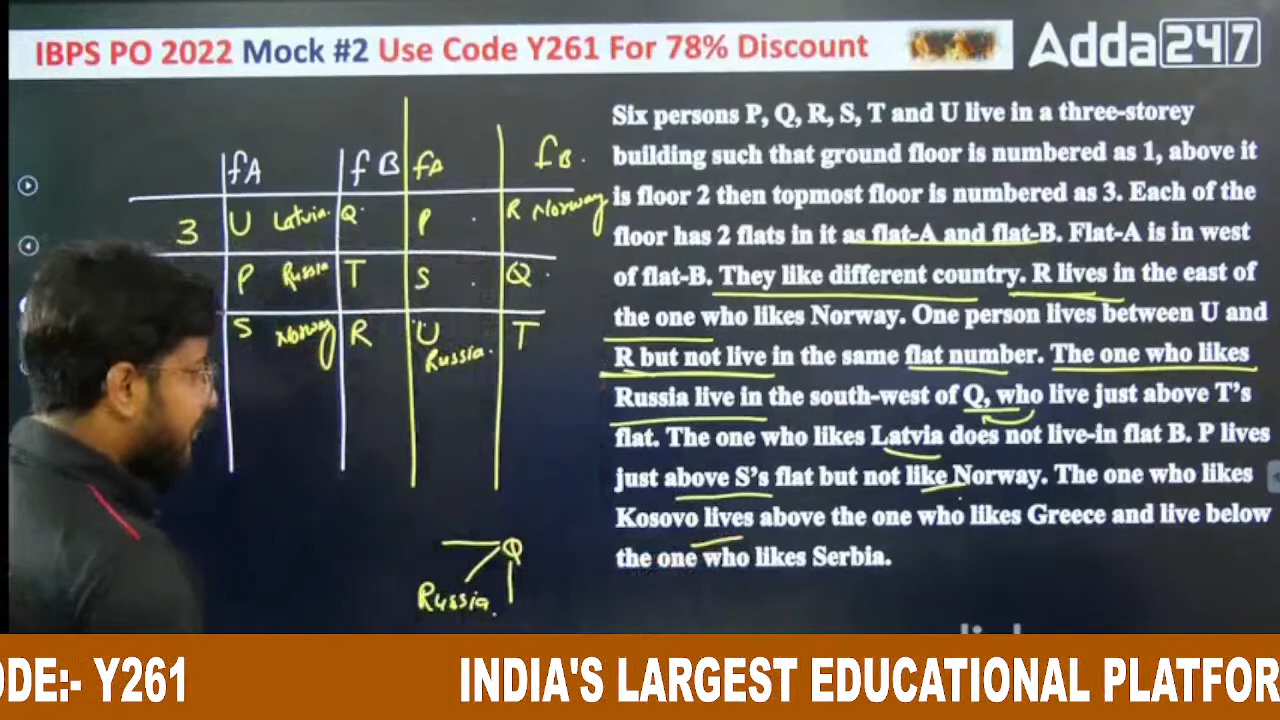 IBPS PO 2022 Mock #2 Use Code Y261 For 78% Discount
Adda 247
fA f B fA fB.
3 U Latvia. Q. P . R Norway
P Russia T S . Q.
S Norway R U T
Russia.
Q
Russia.
Six persons P, Q, R, S, T and U live in a three-storey
building such that ground floor is numbered as 1, above it
is floor 2 then topmost floor is numbered as 3. Each of the
floor has 2 flats in it as flat-A and flat-B. Flat-A is in west
of flat-B. They like different country. R lives in the east of
the one who likes Norway. One person lives between U and
R but not live in the same flat number. The one who likes
Russia live in the south-west of Q, who live just above T’s
flat. The one who likes Latvia does not live-in flat B. P lives
just above S’s flat but not like Norway. The one who likes
Kosovo lives above the one who likes Greece and live below
the one who likes Serbia.
ODE:- Y261 INDIA'S LARGEST EDUCATIONAL PLATFOR